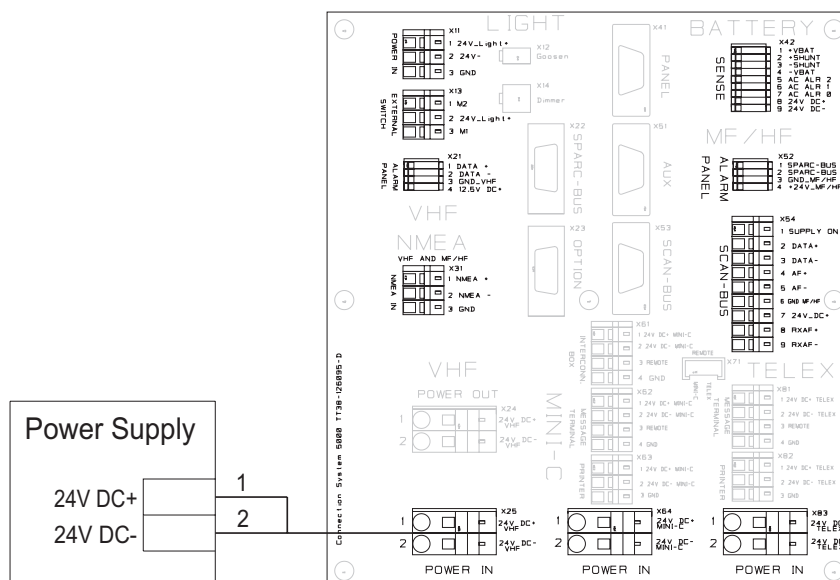 LIGHT
BATTERY
X11
POWER IN
1 24V_Light+
2 24V-
3 GND
X12
Goosen
X13
EXTERNAL SWITCH
1 M2
2 24V_Light+
3 M1
X14
Dimmer
X41
PANEL
X42
SENSE
1 +VBAT
2 +SHUNT
3 -SHUNT
4 -VBAT
5 AC ALR 2
6 AC ALR 1
7 AC ALR 0
8 24V DC+
9 24V DC-
X21
ALARM PANEL
1 DATA +
2 DATA -
3 GND_VHF
4 12.5V DC+
VHF
X22
SPARC-BUS
X51
AUX
MF/HF
X52
ALARM PANEL
1 SPARC-BUS
2 SPARC-BUS
3 GND_MF/HF
4 +24V_MF/HF
NMEA
VHF AND MF/HF
X31
NMEA IN
1 NMEA +
2 NMEA -
3 GND
X23
OPTION
X53
SCAN-BUS
X54
SCAN-BUS
1 SUPPLY ON
2 DATA+
3 DATA-
4 AF+
5 AF-
6 GND MF/HF
7 24V_DC+
8 RXAF+
9 RXAF-
Connection System 5000 TT38-126095-D
X61
INTERCONN. BOX
1 24V DC+ MINI-C
2 24V DC- MINI-C
3 REMOTE
4 GND
REMOTE
X71
MINI-C
TELEX
VHF
POWER OUT
X24
1
24V_DC+
VHF
2
24V_DC-
VHF
MINI-C
X62
MESSAGE TERMINAL
1 24V DC+ MINI-C
2 24V DC- MINI-C
3 REMOTE
4 GND
X63
PRINTER
1 24V DC+ MINI-C
2 24V DC- MINI-C
3 GND
TELEX
X81
MESSAGE TERMINAL
1 24V DC+ TELEX
2 24V DC- TELEX
3 REMOTE
4 GND
X82
PRINTER
1 24V DC+ TELEX
2 24V DC- TELEX
3 GND
Power Supply
24V DC+
24V DC-
1
2
X25
1
24V_DC+
VHF
2
24V_DC-
VHF
POWER IN
X64
1
24V_DC+
MINI-C
2
24V_DC-
MINI-C
POWER IN
X83
1
24V DC
TELEX
2
24V DC
TELEX
POWER IN